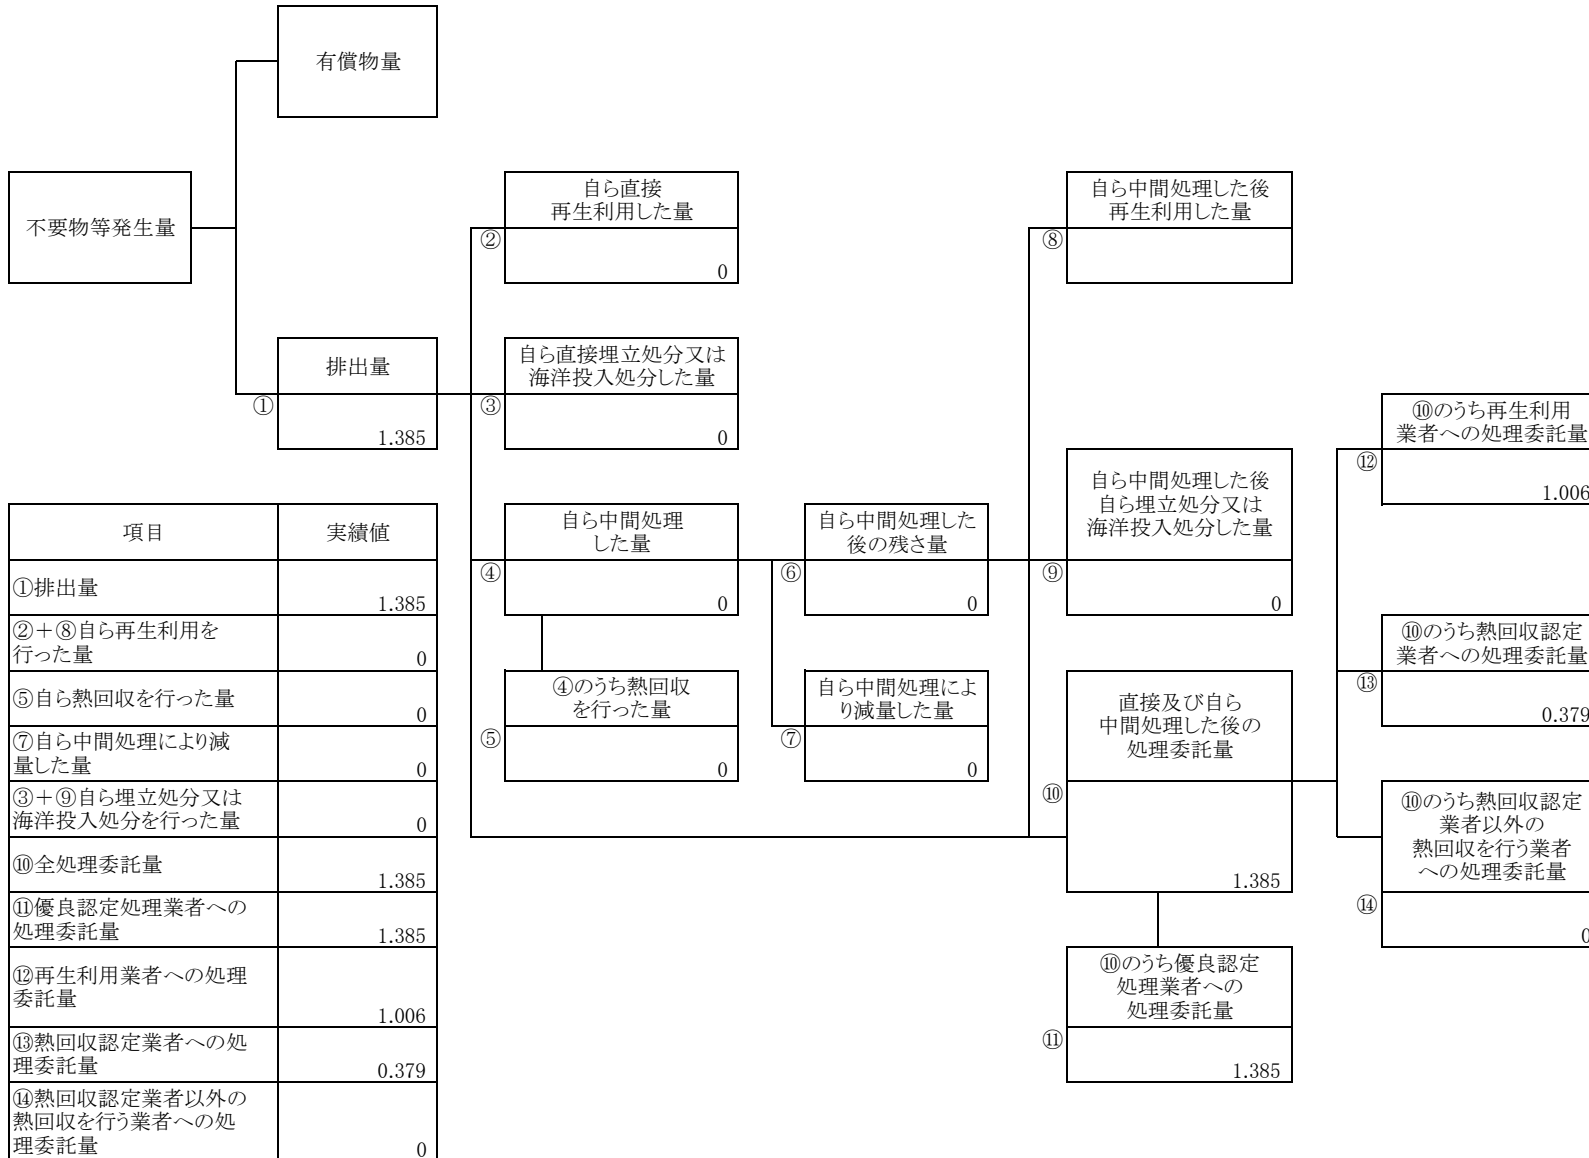 有償物量
不要物等発生量
自ら直接
再生利用した量
②
0
自ら中間処理した後
再生利用した量
⑧
排出量
①
1.385
自ら直接埋立処分又は
海洋投入処分した量
③
0
⑩のうち再生利用
業者への処理委託量
⑫
1.006
自ら中間処理
した量
④
0
自ら中間処理した
後の残さ量
⑥
0
自ら中間処理した後
自ら埋立処分又は
海洋投入処分した量
⑨
0
⑩のうち熱回収認定
業者への処理委託量
⑬
0.379
④のうち熱回収
を行った量
⑤
0
自ら中間処理によ
り減量した量
⑦
0
直接及び自ら
中間処理した後の
処理委託量
⑩
1.385
⑩のうち熱回収認定
業者以外の
熱回収を行う業者
への処理委託量
⑭
0
⑩のうち優良認定
処理業者への
処理委託量
⑪
1.385
項目 実績値
①排出量
1.385
②+⑧自ら再生利用を
行った量 0
⑤自ら熱回収を行った量
0
⑦自ら中間処理により減
量した量 0
③+⑨自ら埋立処分又は
海洋投入処分を行った量 0
⑩全処理委託量
1.385
⑪優良認定処理業者への
処理委託量 1.385
⑫再生利用業者への処理
委託量
1.006
⑬熱回収認定業者への処
理委託量 0.379
⑭熱回収認定業者以外の
熱回収を行う業者への処
理委託量 0